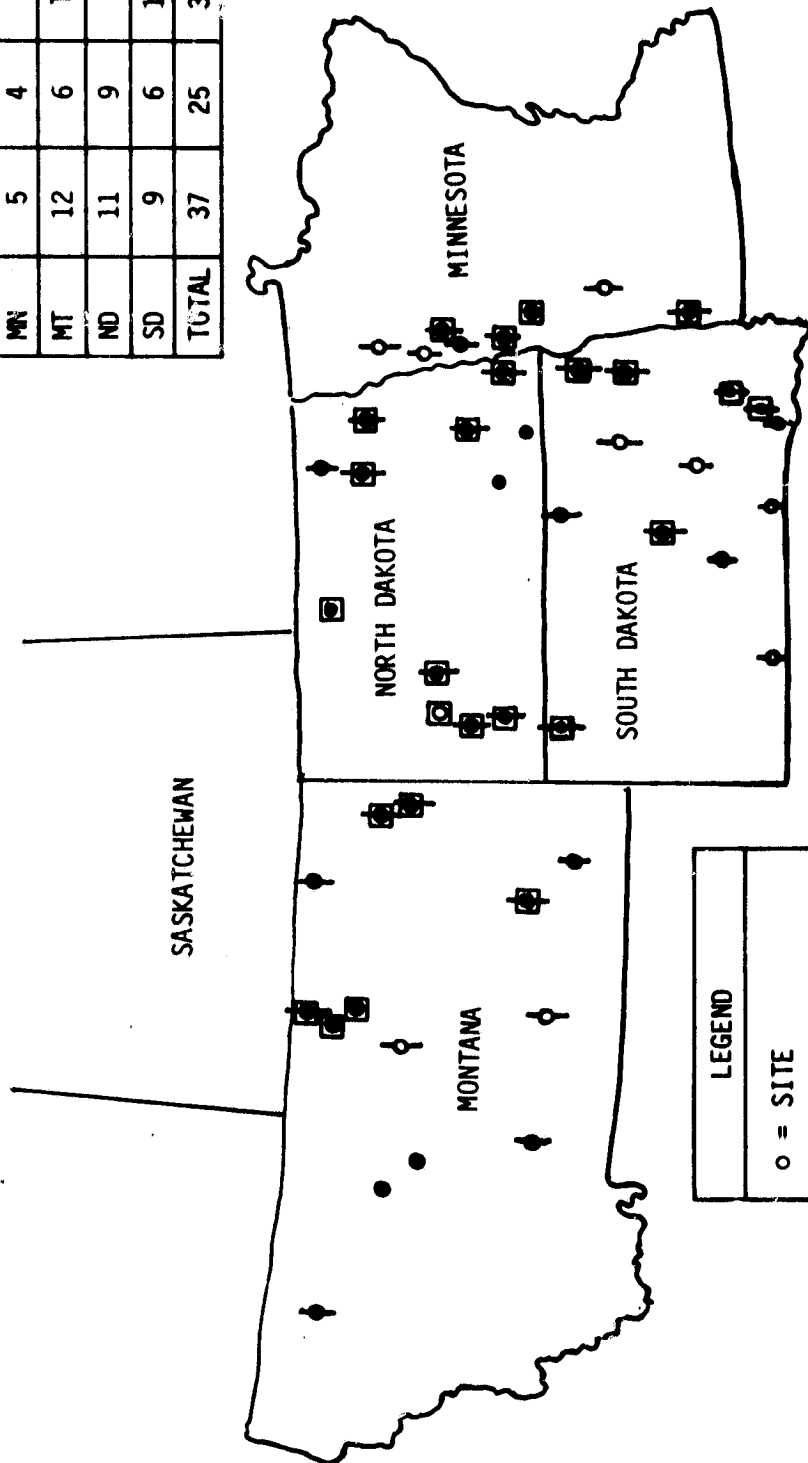 MN 5 4
MT 12 6
ND 11 9
SD 9 6
TOTAL 37 25
SASKATCHEWAN
NORTH DAKOTA
MINNESOTA
MONTANA
SOUTH DAKOTA
LEGEND
o = SITE